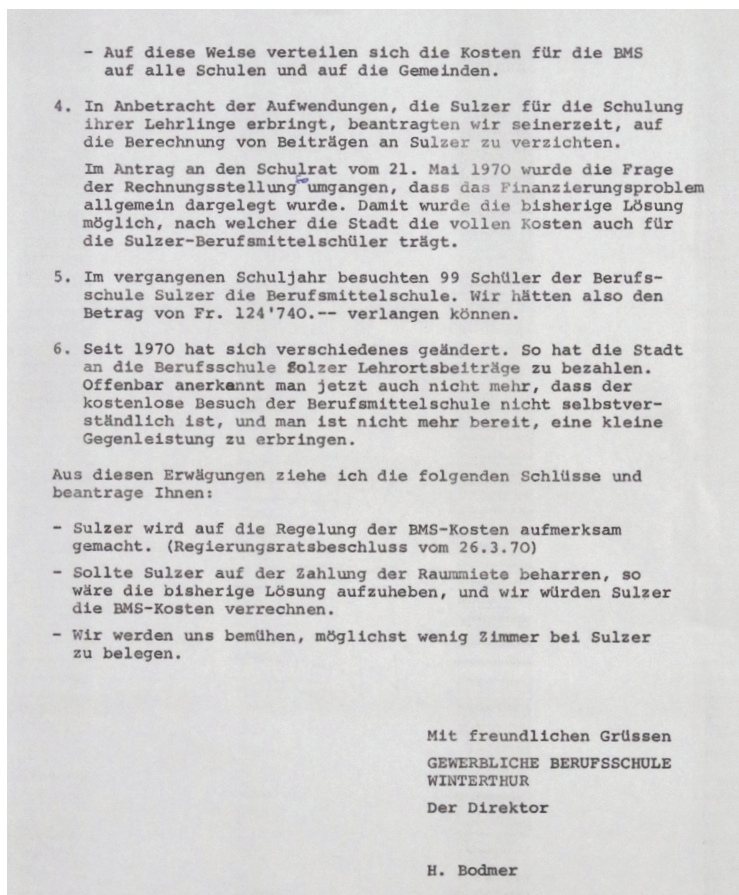 - Auf diese Weise verteilen sich die Kosten für die BMS
auf alle Schulen und auf die Gemeinden.
4. In Anbetracht der Aufwendungen, die Sulzer für die Schulung
ihrer Lehrlinge erbringt, beantragten wir seinerzeit, auf
die Berechnung von Beiträgen an Sulzer zu verzichten.
Im Antrag an den Schulrat vom 21. Mai 1970 wurde die Frage
der Rechnungsstellung so umgangen, dass das Finanzierungsproblem
allgemein dargelegt wurde. Damit wurde die bisherige Lösung
möglich, nach welcher die Stadt die vollen Kosten auch für
die Sulzer-Berufsmittelschüler trägt.
5. Im vergangenen Schuljahr besuchten 99 Schüler der Berufs-
schule Sulzer die Berufsmittelschule. Wir hätten also den
Betrag von Fr. 124'740.-- verlangen können.
6. Seit 1970 hat sich verschiedenes geändert. So hat die Stadt
an die Berufsschule Solzer Lehrortsbeiträge zu bezahlen.
Offenbar anerkannt man jetzt auch nicht mehr, dass der
kostenlose Besuch der Berufsmittelschule nicht selbstver-
ständlich ist, und man ist nicht mehr bereit, eine kleine
Gegenleistung zu erbringen.
Aus diesen Erwägungen ziehe ich die folgenden Schlüsse und
beantrage Ihnen:
- Sulzer wird auf die Regelung der BMS-Kosten aufmerksam
gemacht. (Regierungsratsbeschluss vom 26.3.70)
- Sollte Sulzer auf der Zahlung der Raummiete beharren, so
wäre die bisherige Lösung aufzuheben, und wir würden Sulzer
die BMS-Kosten verrechnen.
- Wir werden uns bemühen, möglichst wenig Zimmer bei Sulzer
zu belegen.
Mit freundlichen Grüssen
GEWERBLICHE BERUFSSCHULE
WINTERTHUR
Der Direktor
H. Bodmer